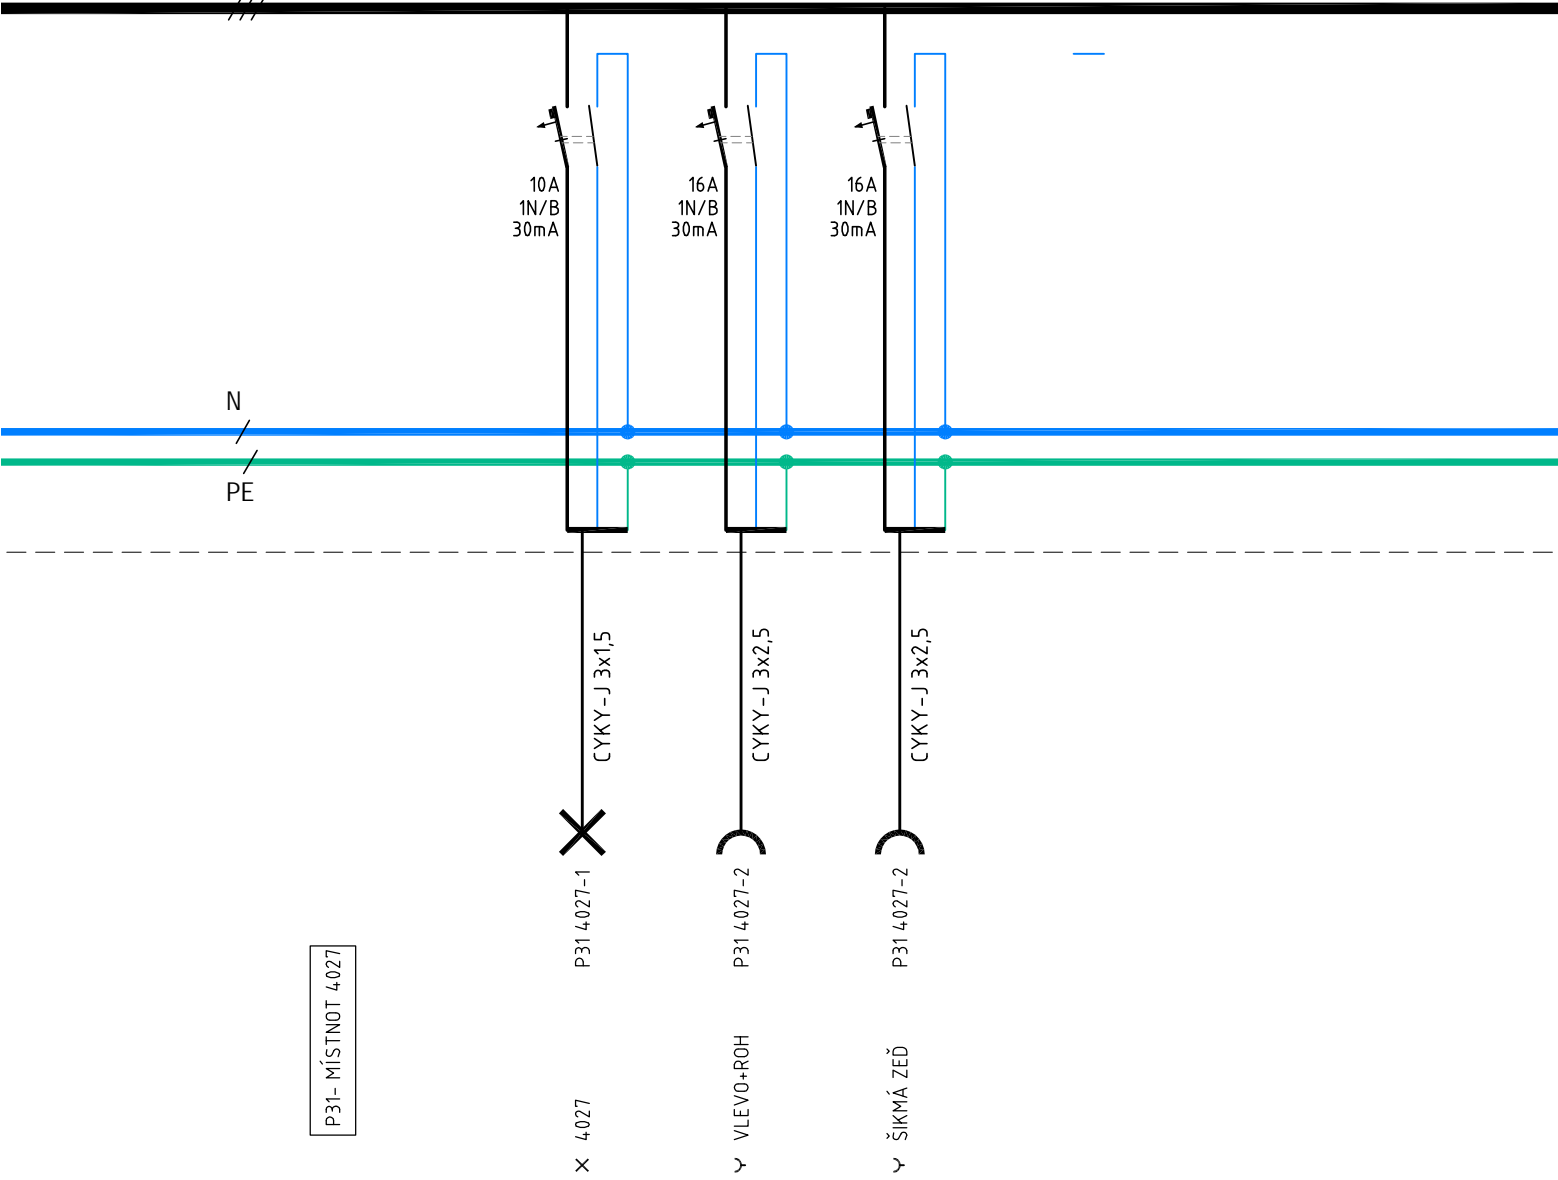 10A
1N/B
30mA
16A
1N/B
30mA
16A
1N/B
30mA
N
PE
CYKY-J 3x1,5
CYKY-J 3x2,5
CYKY-J 3x2,5
P31 4027-1
P31 4027-2
P31 4027-2
P31- MÍSTNOT 4027
4027
VLEVO+ROH
ŠIKMÁ ZEĎ